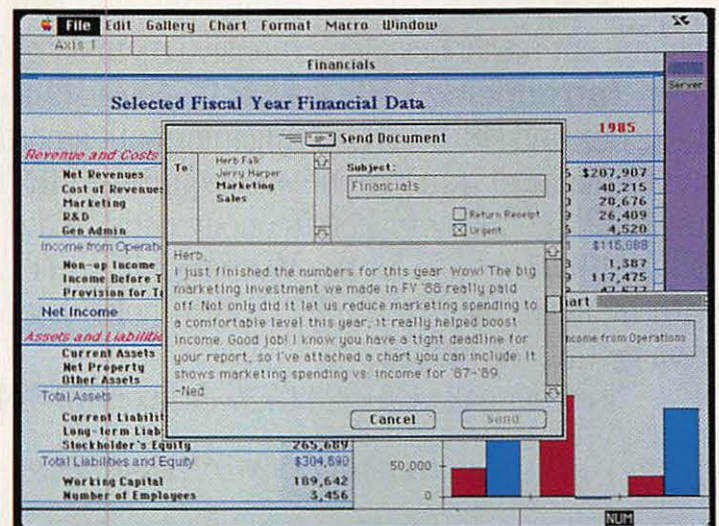 File Edit Gallery Chart Format Macro Window
Axis 1
Financials
Server
Selected Fiscal Year Financial Data
1985
Send Document
Revenue and Costs
To:
Herb Falk
Jerry Harper
Marketing
Sales
Subject:
Financials
Return Receipt
Urgent
Net Revenues $207,907
Cost of Revenues 40,215
Marketing 20,676
R&D 26,409
Gen Admin 4,520
Income from Operati
Non-op Income 1,387
Income Before T 117,475
Provision for Ta
Net Income
Herb,
I just finished the numbers for this year. Wow! The big
marketing investment we made in FY '88 really paid
off. Not only did it let us reduce marketing spending to
a comfortable level this year, it really helped boost
income. Good job! I know you have a tight deadline for
your report, so I've attached a chart you can include. It
shows marketing spending vs. income for '87-'89.
-Ned
Cancel
Send
art
ncome from Operations
Assets and Liabilitie
Current Assets
Net Property
Other Assets
Total Assets
Current Liabilit
Long-term Liab
Stockholder's Equity 265,689
Total Liabilities and Equity $304,690
Working Capital 189,642
Number of Employees 3,456
50,000
0
NUM